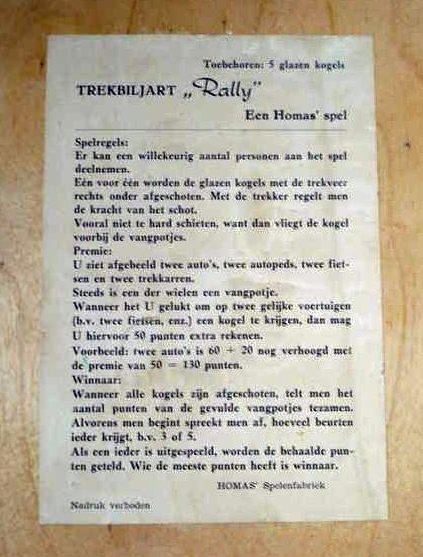 Toebehoren: 5 glazen kogels
TREKBILJART „Rally"
Een Homas' spel
Spelregels:
Er kan een willekeurig aantal personen aan het spel
deelnemen.
Eén voor één worden de glazen kogels met de trekveer
rechts onder afgeschoten. Met de trekker regelt men
de kracht van het schot.
Vooral niet te hard schieten, want dan vliegt de kogel
voorbij de vangpotjes.
Premie:
U ziet afgebeeld twee auto's, twee autopeds, twee fiet-
sen en twee trekkarren.
Steeds is een der wielen een vangpotje.
Wanneer het U gelukt om op twee gelijke voertuigen
(b.v. twee fietsen, enz.) een kogel te krijgen, dan mag
U hiervoor 50 punten extra rekenen.
Voorbeeld: twee auto's is 60 + 20 nog verhoogd met
de premie van 50 = 130 punten.
Winnaar:
Wanneer alle kogels zijn afgeschoten, telt men het
aantal punten van de gevulde vangpotjes tezamen.
Alvorens men begint spreekt men af, hoeveel beurten
ieder krijgt, b.v. 3 of 5.
Als een ieder is uitgespeeld, worden de behaalde pun-
ten geteld. Wie de meeste punten heeft is winnaar.
HOMAS' Spelenfabriek
Nadruk verboden